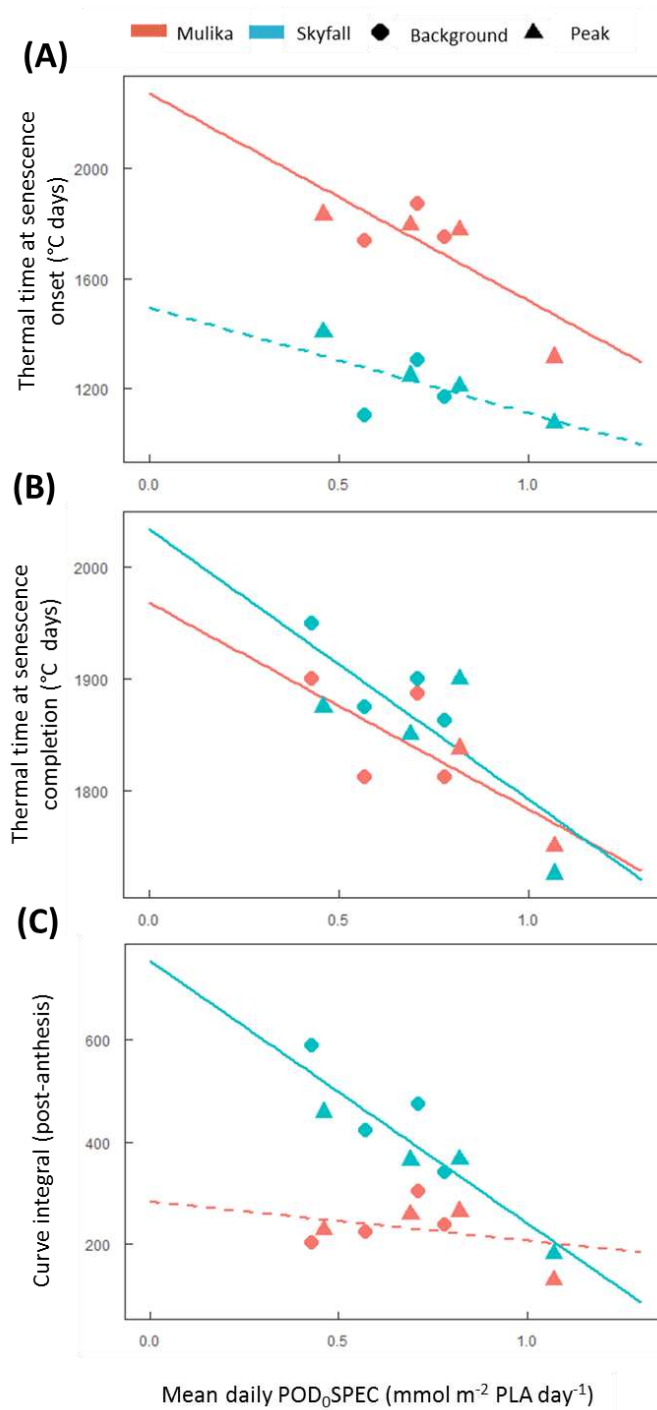 Mulika Skyfall Background Peak
(A)
Thermal time at senescence
onset (°C days)
2000
1600
1200
0.0 0.5 1.0
(B)
Thermal time at senescence
completion (°C days)
2000
1900
1800
0.0 0.5 1.0
(C)
Curve integral (post-anthesis)
600
400
200
0.0 0.5 1.0
Mean daily POD₀SPEC (mmol m⁻² PLA day⁻¹)